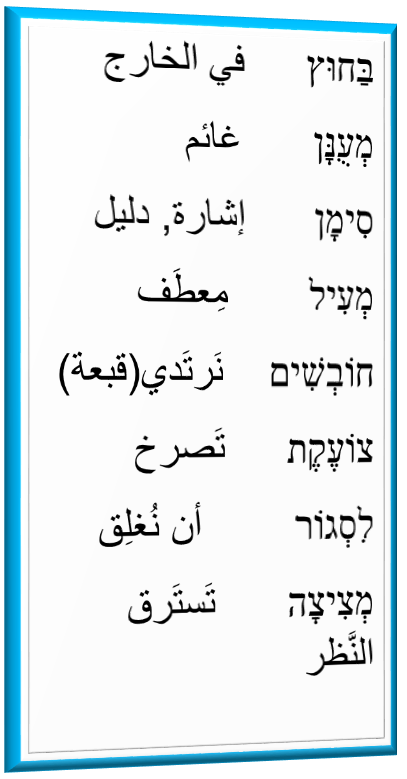 בַּחוּץ في الخارج
מְעֻנָּן غائم
סִימָן إشارة, دليل
מְעִיל مِعطَف
חוֹבְשִׁים نَرتَدي(قبعة)
צוֹעֶקֶת تَصرخ
לִסְגוֹר أن نُغلِق
מְצִיצָה تَستَرق
النَّظر